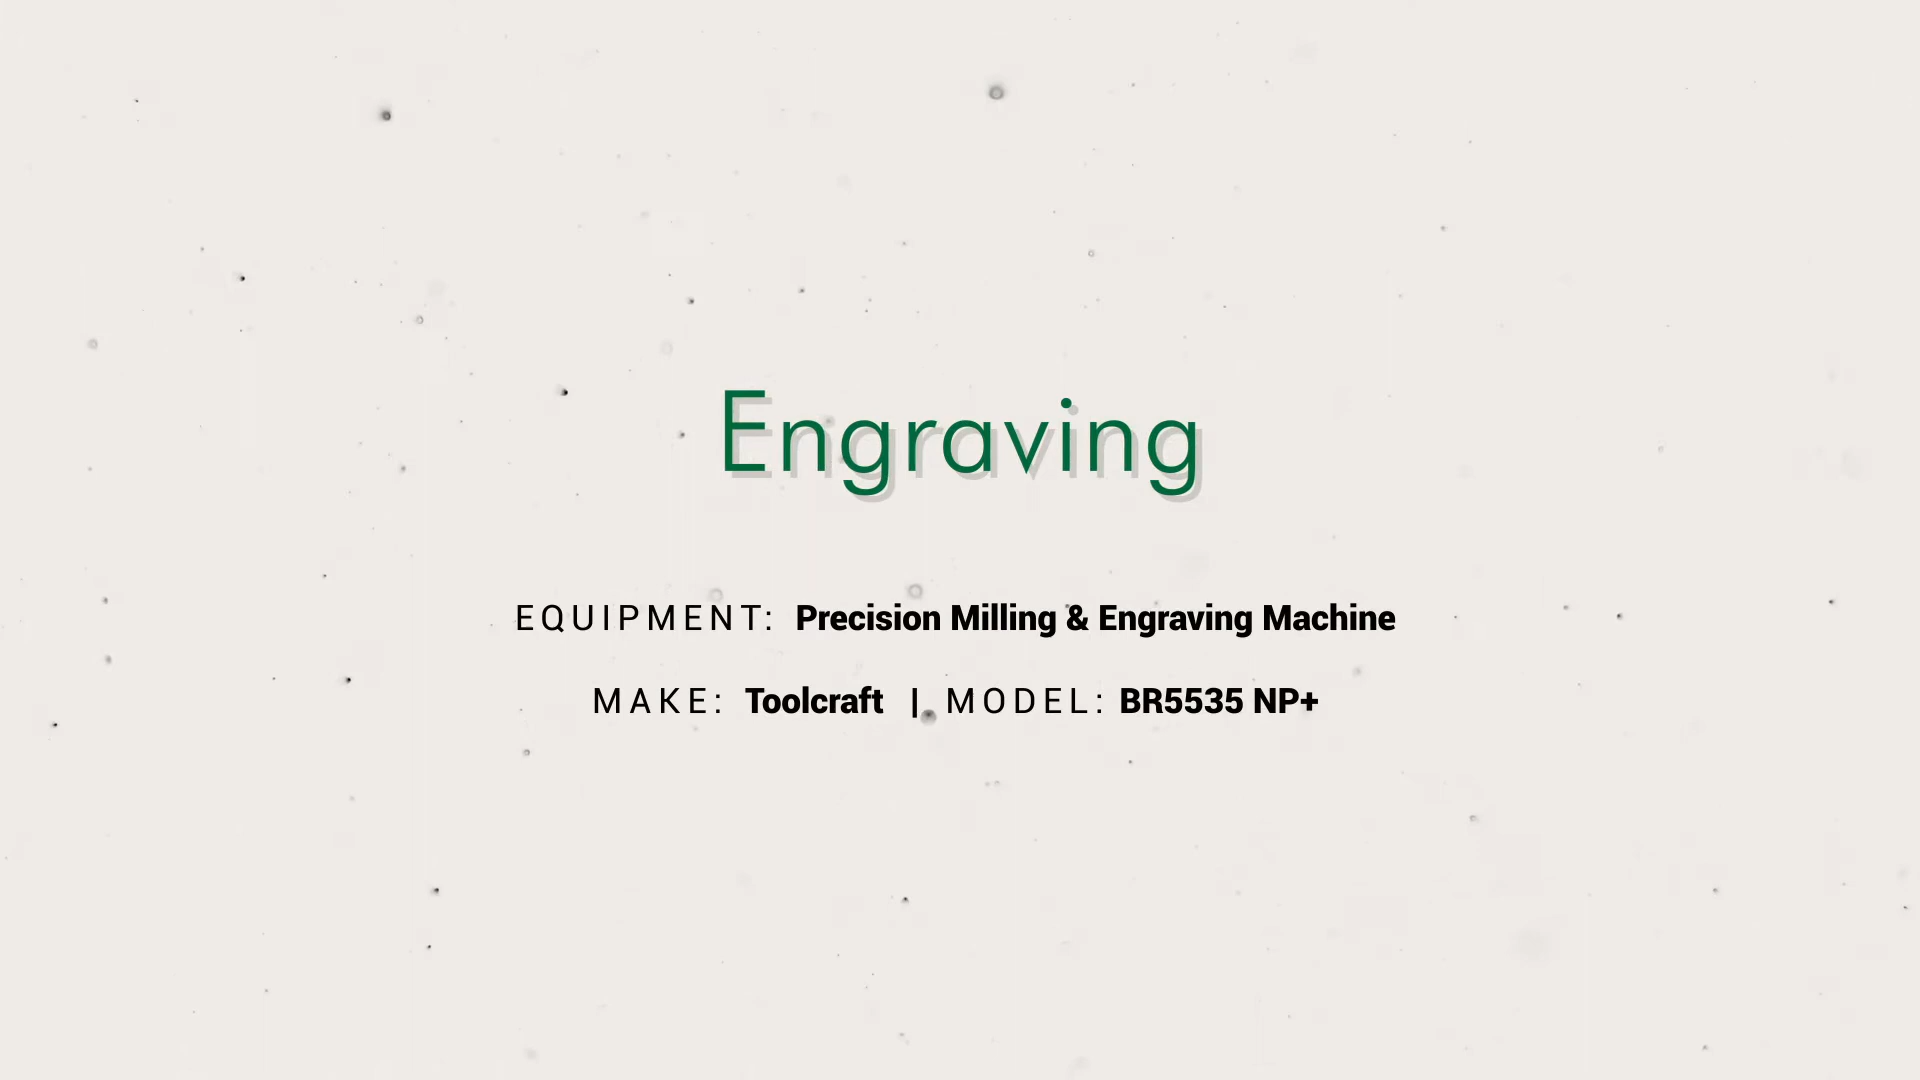 Engraving
EQUIPMENT: Precision Milling & Engraving Machine
MAKE: Toolcraft | MODEL: BR5535 NP+